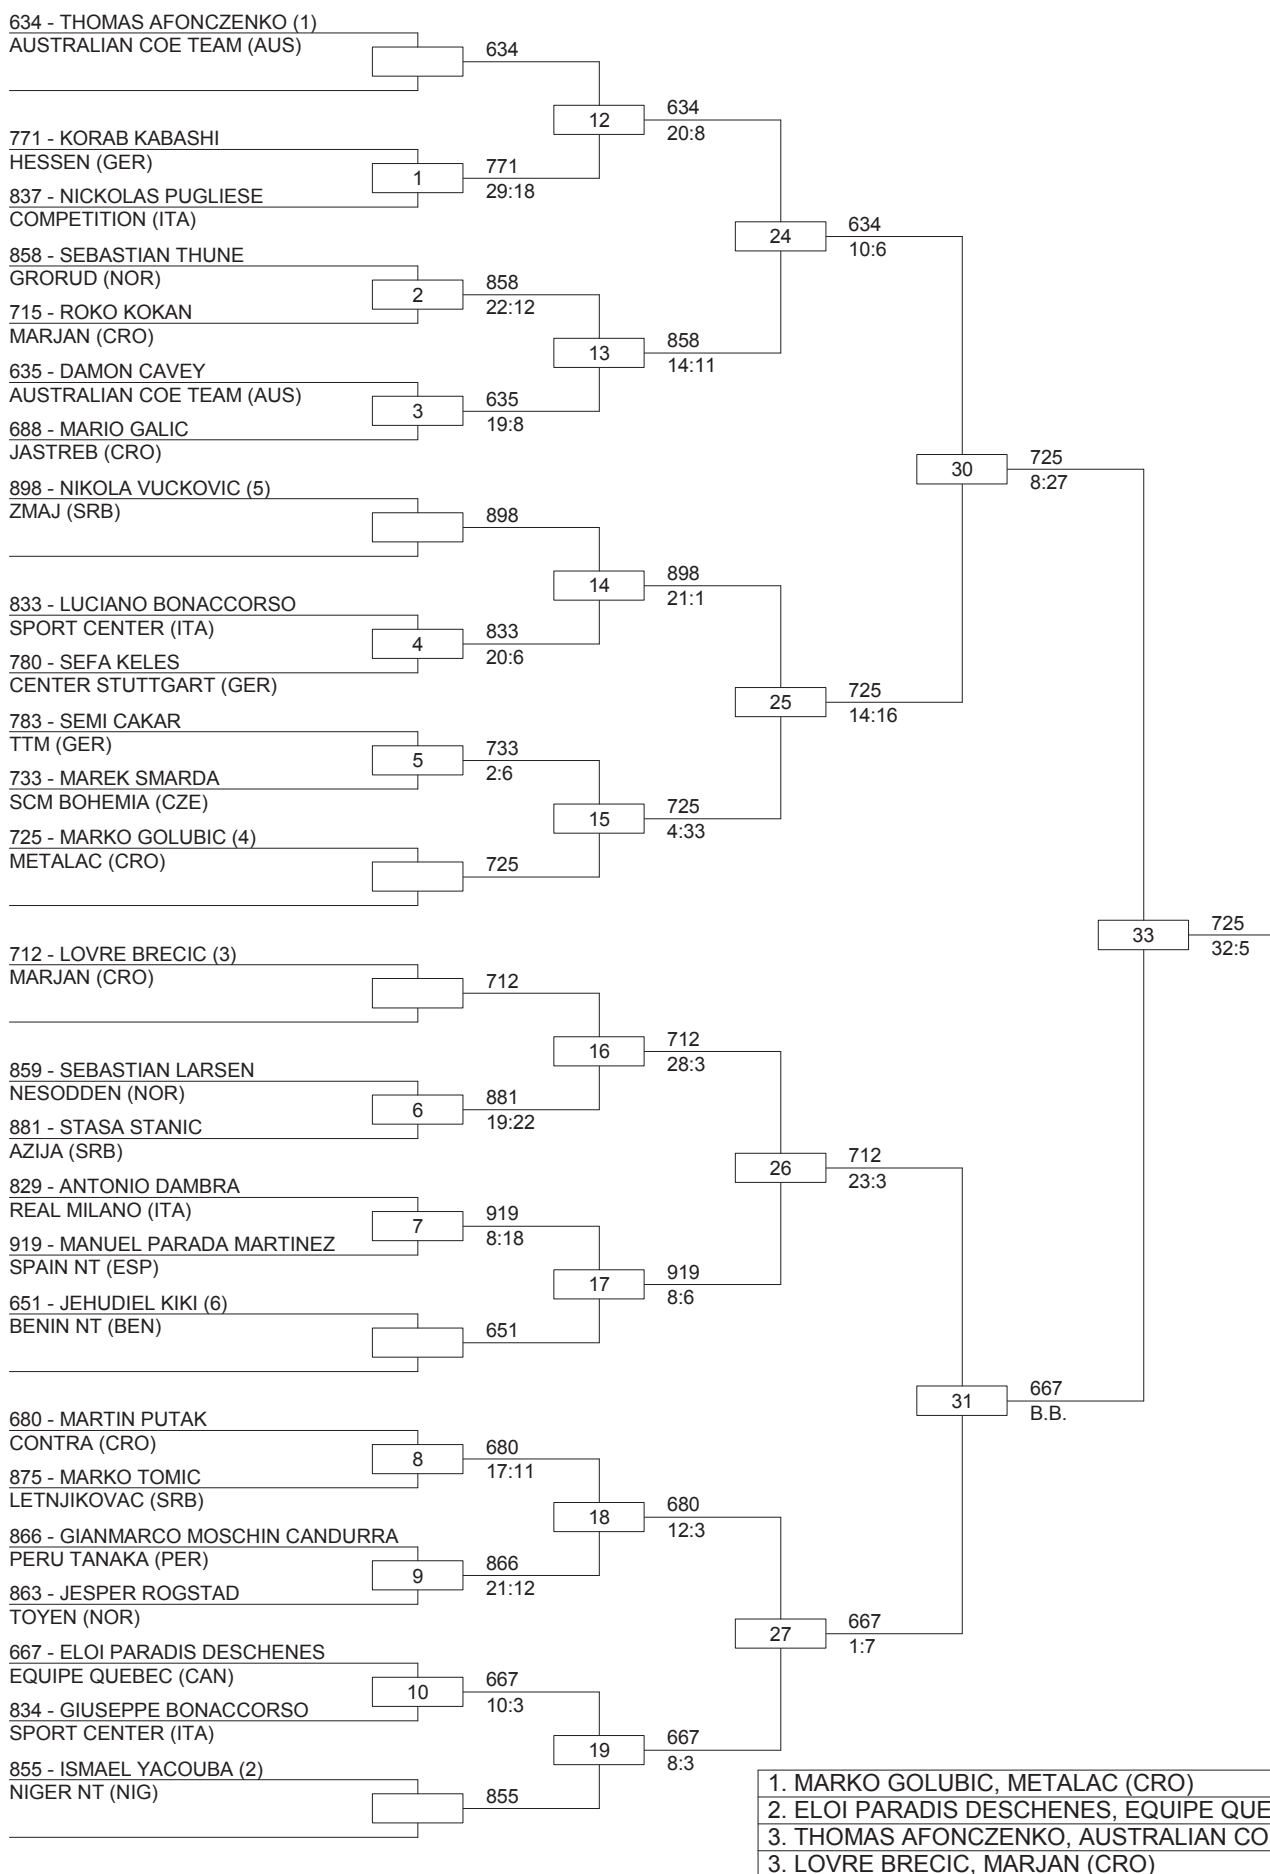 634 - THOMAS AFONCZENKO (1)
AUSTRALIAN COE TEAM (AUS)
634
12
634
20:8
771 - KORAB KABASHI
HESSEN (GER)
1
771
29:18
837 - NICKOLAS PUGLIESE
COMPETITION (ITA)
24
634
10:6
858 - SEBASTIAN THUNE
GRORUD (NOR)
2
858
22:12
715 - ROKO KOKAN
MARJAN (CRO)
13
858
14:11
635 - DAMON CAVEY
AUSTRALIAN COE TEAM (AUS)
3
635
19:8
688 - MARIO GALIC
JASTREB (CRO)
30
725
8:27
898 - NIKOLA VUCKOVIC (5)
ZMAJ (SRB)
898
14
898
21:1
833 - LUCIANO BONACCORSO
SPORT CENTER (ITA)
4
833
20:6
780 - SEFA KELES
CENTER STUTTGART (GER)
25
725
14:16
783 - SEMI CAKAR
TTM (GER)
5
733
2:6
733 - MAREK SMARDA
SCM BOHEMIA (CZE)
15
725
4:33
725 - MARKO GOLUBIC (4)
METALAC (CRO)
725
33
725
32:5
712 - LOVRE BRECIC (3)
MARJAN (CRO)
712
16
712
28:3
859 - SEBASTIAN LARSEN
NESODDEN (NOR)
6
881
19:22
881 - STASA STANIC
AZIJA (SRB)
26
712
23:3
829 - ANTONIO DAMBRA
REAL MILANO (ITA)
7
919
8:18
919 - MANUEL PARADA MARTINEZ
SPAIN NT (ESP)
17
919
8:6
651 - JEHUDIEL KIKI (6)
BENIN NT (BEN)
651
31
667
B.B.
680 - MARTIN PUTAK
CONTRA (CRO)
8
680
17:11
875 - MARKO TOMIC
LETNJIKOVAC (SRB)
18
680
12:3
866 - GIANMARCO MOSCHIN CANDURRA
PERU TANAKA (PER)
9
866
21:12
863 - JESPER ROGSTAD
TOYEN (NOR)
27
667
1:7
667 - ELOI PARADIS DESCHENES
EQUIPE QUEBEC (CAN)
10
667
10:3
834 - GIUSEPPE BONACCORSO
SPORT CENTER (ITA)
19
667
8:3
855 - ISMAEL YACOUBA (2)
NIGER NT (NIG)
855
1. MARKO GOLUBIC, METALAC (CRO)
2. ELOI PARADIS DESCHENES, EQUIPE QUE
3. THOMAS AFONCZENKO, AUSTRALIAN CO
3. LOVRE BRECIC, MARJAN (CRO)